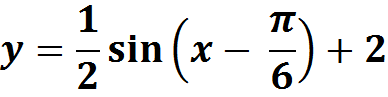 y = 1/2 sin (x − π/6) + 2